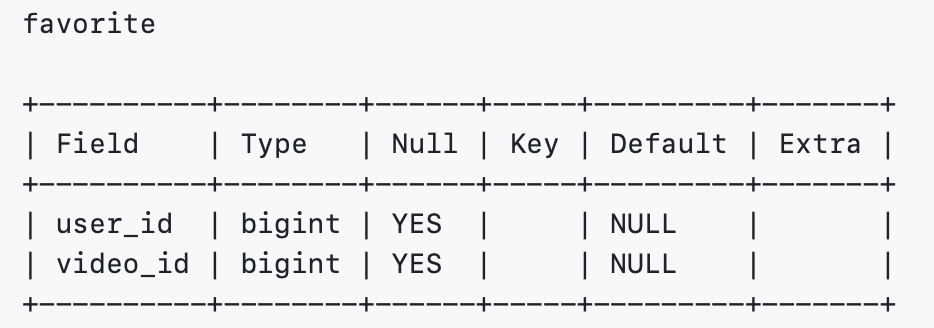 favorite
+----------+--------+------+-----+---------+-------+
| Field    | Type   | Null | Key | Default | Extra |
+----------+--------+------+-----+---------+-------+
| user_id  | bigint | YES  |     | NULL    |       |
| video_id | bigint | YES  |     | NULL    |       |
+----------+--------+------+-----+---------+-------+